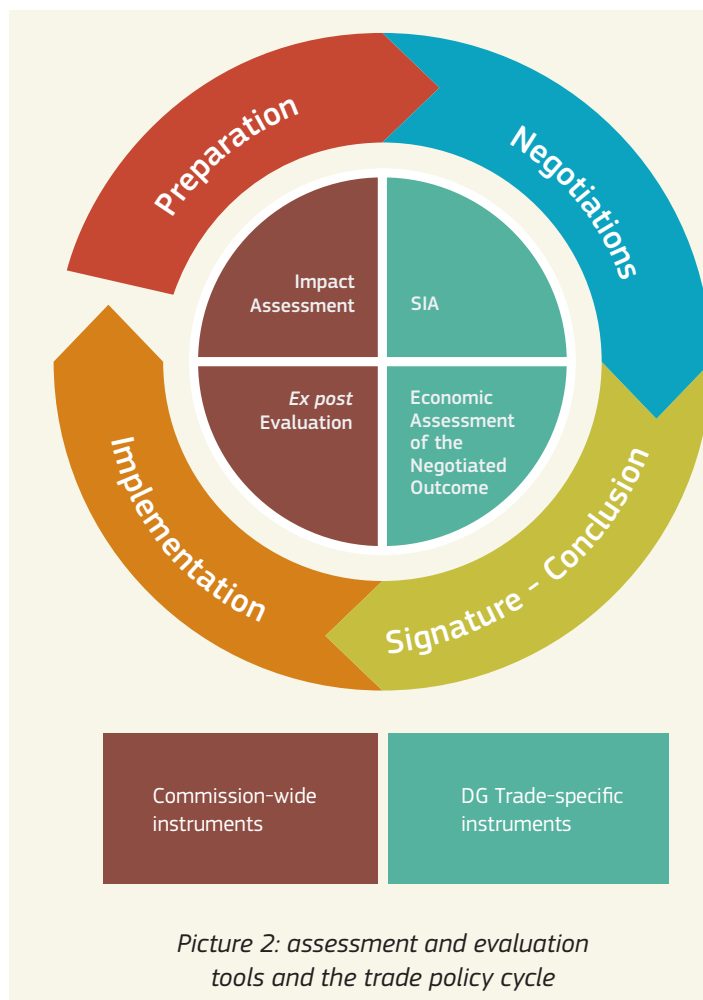 Preparation
Negotiations
Impact
Assessment
SIA
Ex post
Evaluation
Economic
Assessment
of the
Negotiated
Outcome
Implementation
Signature - Conclusion
Commission-wide
instruments
DG Trade-specific
instruments
Picture 2: assessment and evaluation
tools and the trade policy cycle